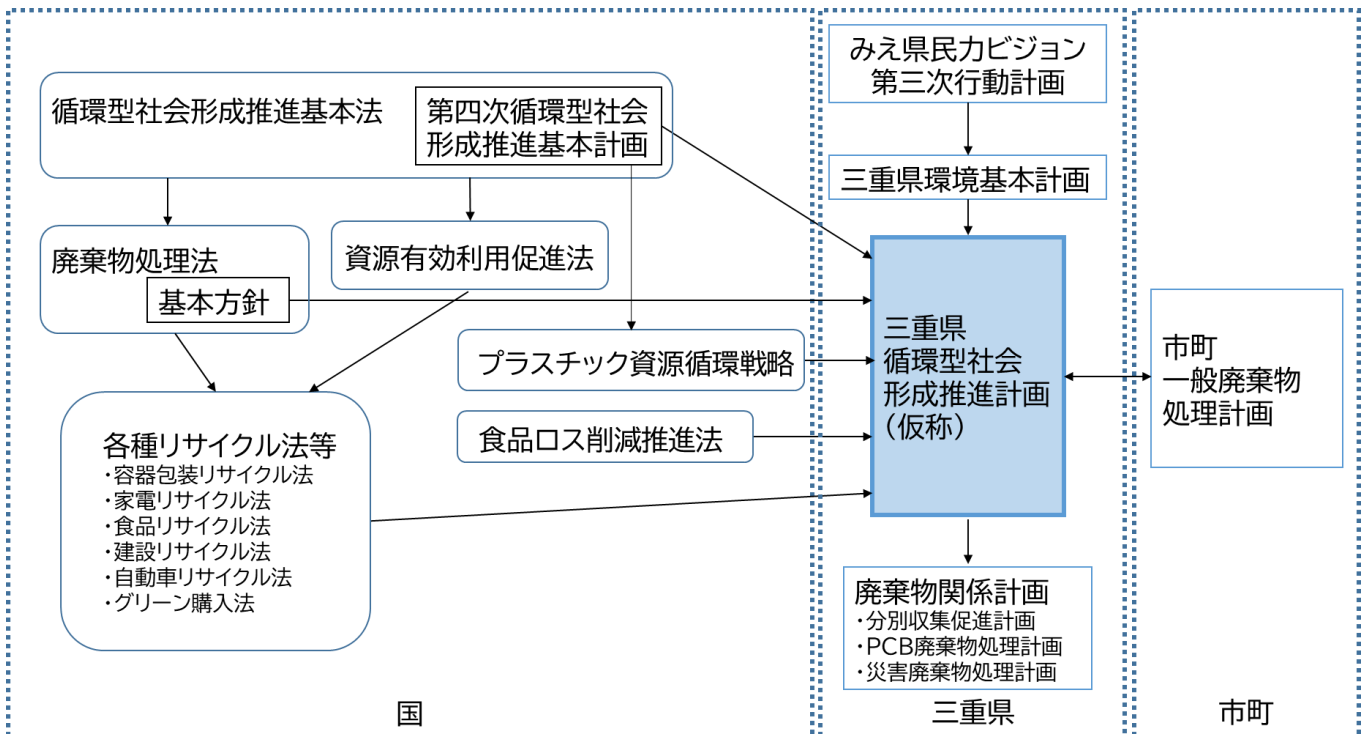 循環型社会形成推進基本法
第四次循環型社会
形成推進基本計画
廃棄物処理法
基本方針
資源有効利用促進法
プラスチック資源循環戦略
食品ロス削減推進法
各種リサイクル法等
・容器包装リサイクル法
・家電リサイクル法
・食品リサイクル法
・建設リサイクル法
・自動車リサイクル法
・グリーン購入法
国
みえ県民力ビジョン
第三次行動計画
三重県環境基本計画
三重県
循環型社会
形成推進計画
（仮称）
廃棄物関係計画
・分別収集促進計画
・PCB廃棄物処理計画
・災害廃棄物処理計画
三重県
市町
一般廃棄物
処理計画
市町